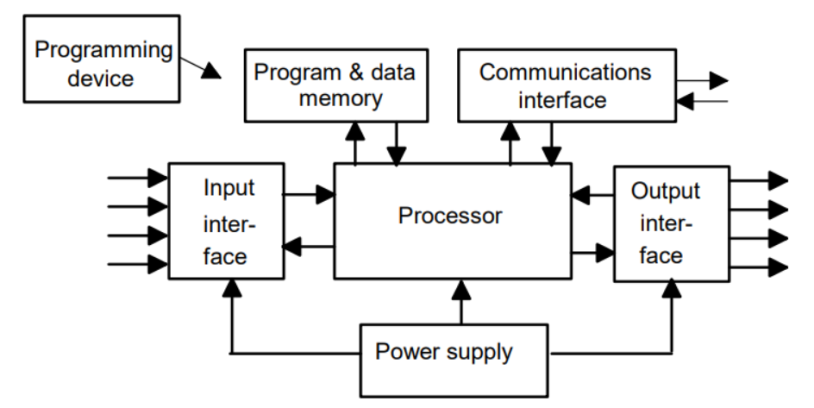 Programming
device
Program & data
memory
Communications
interface
Input
inter-
face
Processor
Output
inter-
face
Power supply